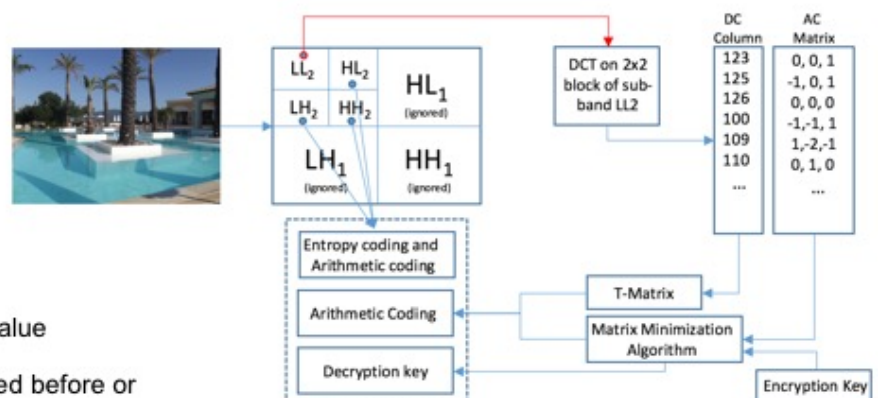 LL2
HL2
LH2
HH2
HL1
(ignored)
LH1
(ignored)
HH1
(ignored)
DCT on 2x2
block of sub-
band LL2
DC
Column
123
125
126
100
109
110
...
AC
Matrix
0, 0, 1
-1, 0, 1
0, 0, 0
-1,-1, 1
1,-2,-1
0, 1, 0
...
Entropy coding and
Arithmetic coding
Arithmetic Coding
Decryption key
T-Matrix
Matrix Minimization
Algorithm
Encryption Key
alue
ed before or